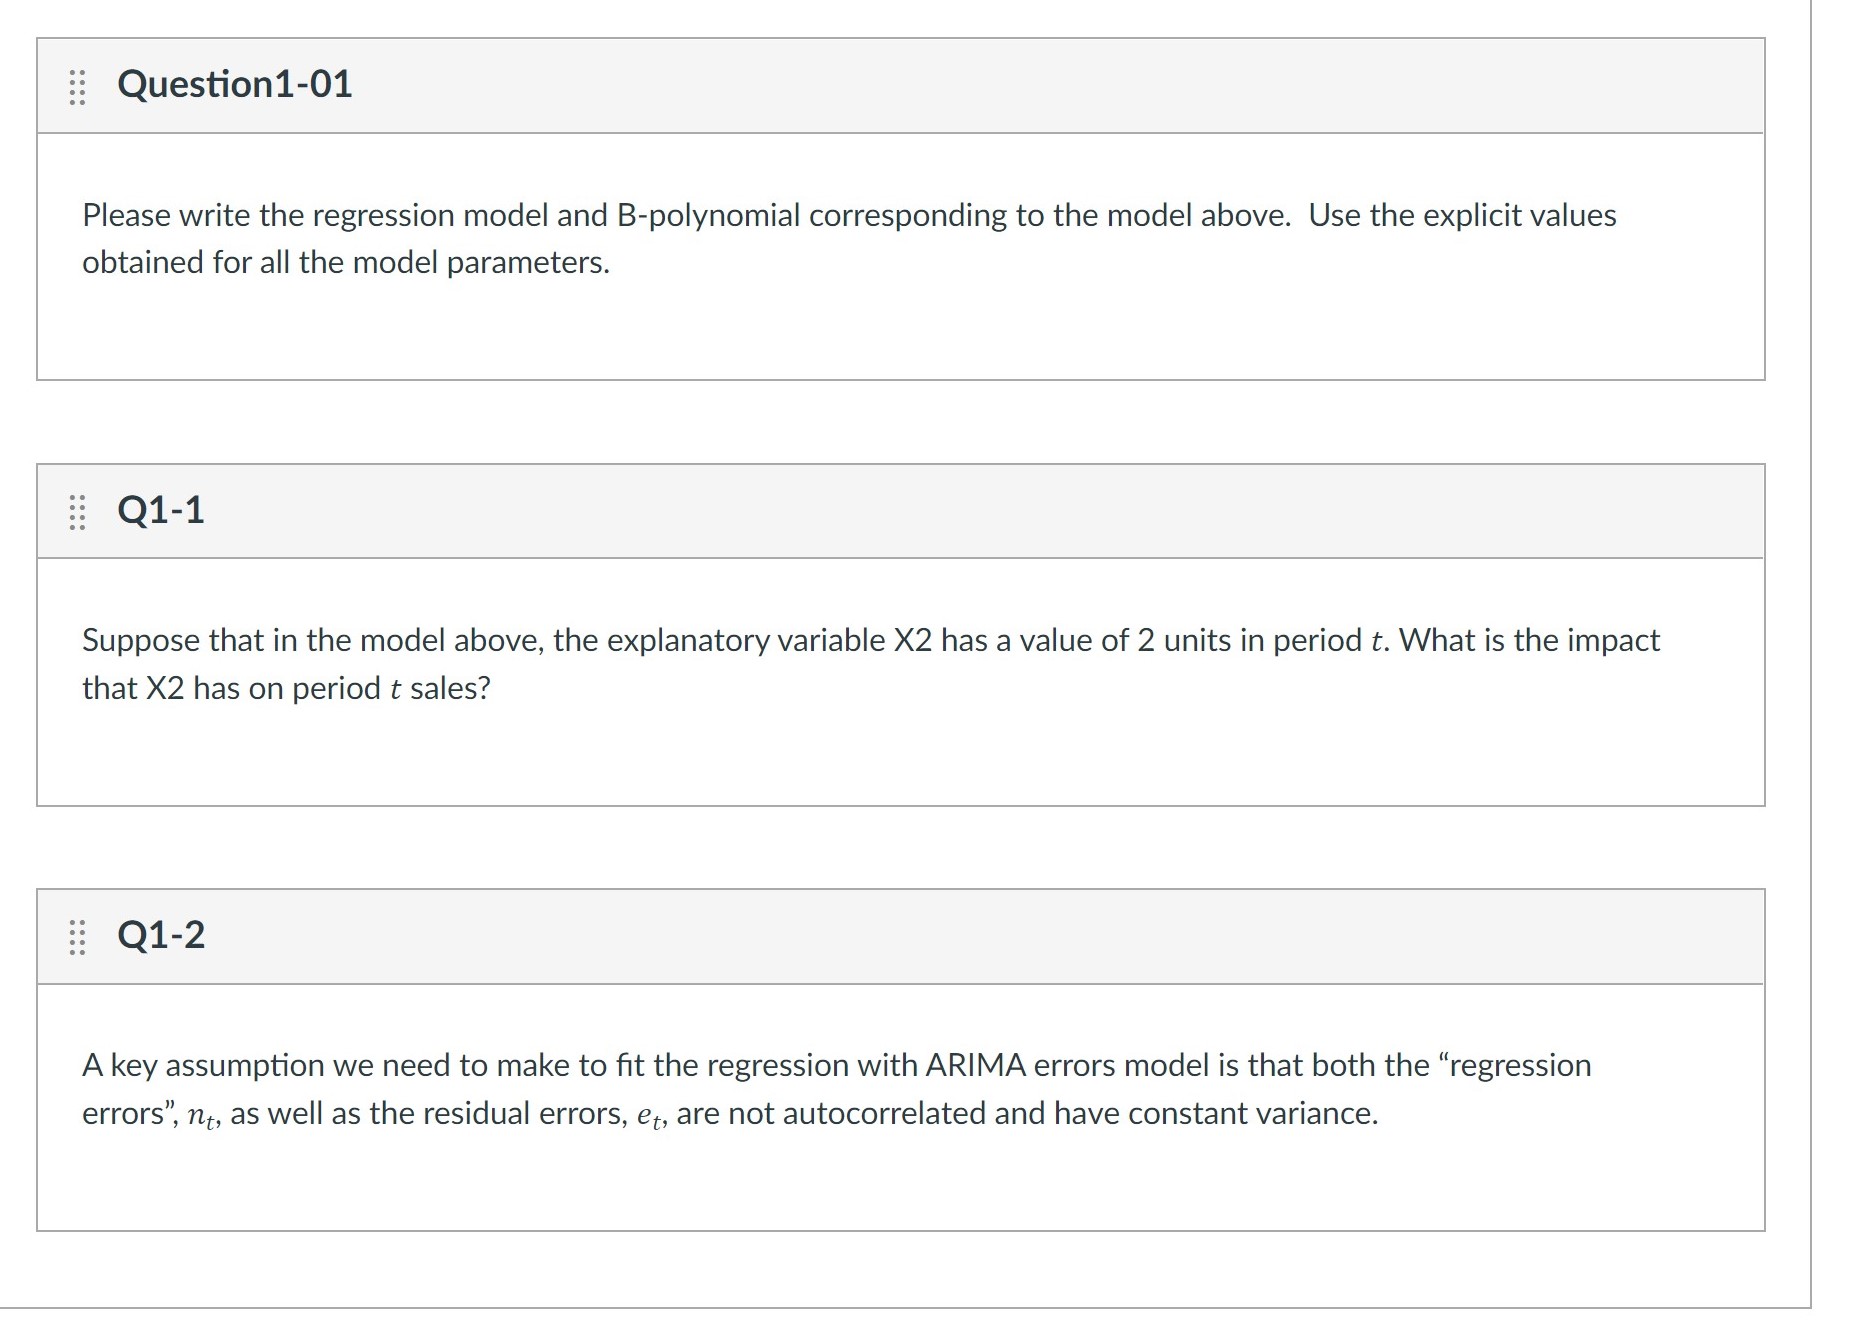 Question1-01
Please write the regression model and B-polynomial corresponding to the model above.  Use the explicit values
obtained for all the model parameters.
Q1-1
Suppose that in the model above, the explanatory variable X2 has a value of 2 units in period t. What is the impact
that X2 has on period t sales?
Q1-2
A key assumption we need to make to fit the regression with ARIMA errors model is that both the “regression
errors”, nₜ, as well as the residual errors, eₜ, are not autocorrelated and have constant variance.